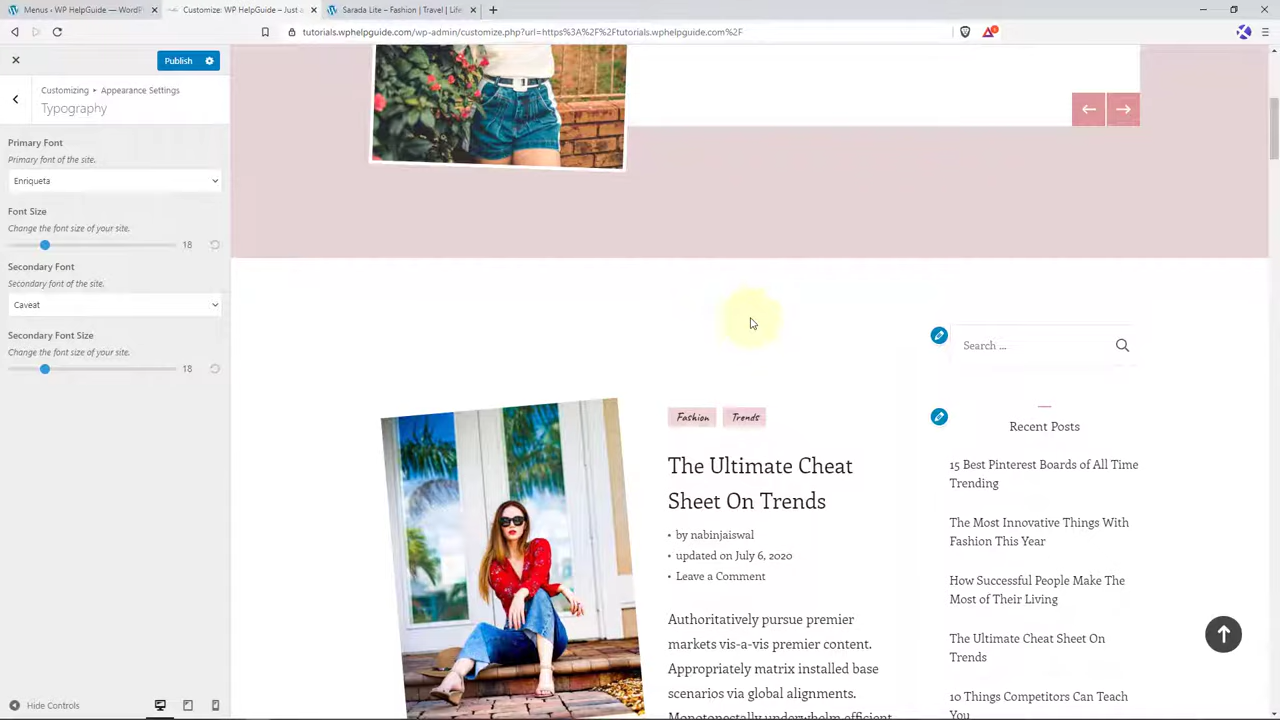 Menus ‹ WP HelpGuide — WordP
Customize: WP HelpGuide – Just a
Sarada Lite – Fashion | Travel | Life
tutorials.wphelpguide.com/wp-admin/customize.php?url=https%3A%2F%2Ftutorials.wphelpguide.com%2F
Publish
Customizing ▸ Appearance Settings
Typography
Primary Font
Primary font of the site.
Enriqueta
Font Size
Change the font size of your site.
18
Secondary Font
Secondary font of the site.
Caveat
Secondary Font Size
Change the font size of your site.
18
Hide Controls
Fashion
Trends
The Ultimate Cheat
Sheet On Trends
• by nabinjaiswal
• updated on July 6, 2020
• Leave a Comment
Authoritatively pursue premier
markets vis-a-vis premier content.
Appropriately matrix installed base
scenarios via global alignments.
Monotonestally underwhelm efficient
Search ...
Recent Posts
15 Best Pinterest Boards of All Time
Trending
The Most Innovative Things With
Fashion This Year
How Successful People Make The
Most of Their Living
The Ultimate Cheat Sheet On
Trends
10 Things Competitors Can Teach
You